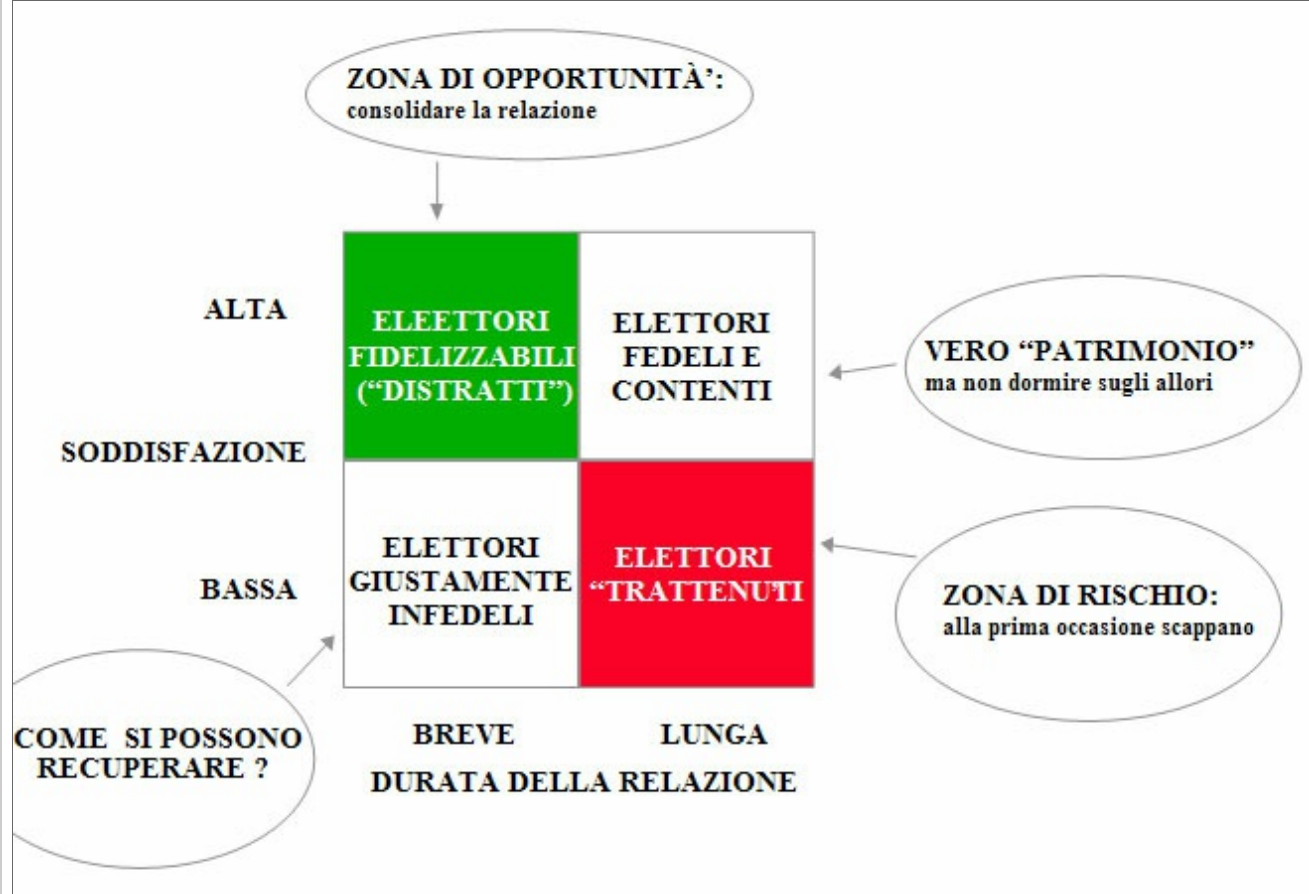 ZONA DI OPPORTUNITÀ’:
consolidare la relazione
ALTA
ELEETTORI
FIDELIZZABILI
(“DISTRATTI”)
ELETTORI
FEDELI E
CONTENTI
VERO “PATRIMONIO”
ma non dormire sugli allori
SODDISFAZIONE
BASSA
ELETTORI
GIUSTAMENTE
INFEDELI
ELETTORI
“TRATTENUTI
ZONA DI RISCHIO:
alla prima occasione scappano
COME SI POSSONO
RECUPERARE ?
BREVE
LUNGA
DURATA DELLA RELAZIONE